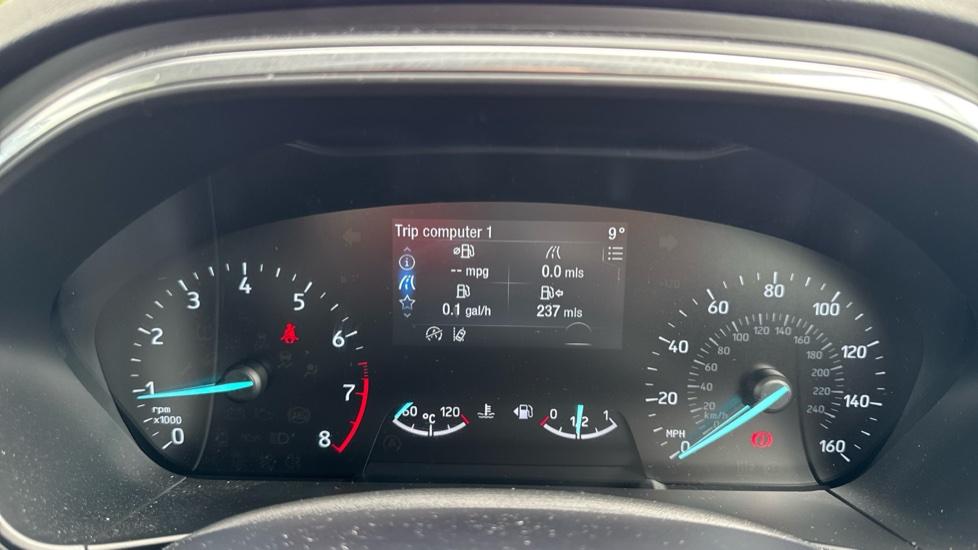 Trip computer 1 9°
-- mpg 0.0 mls
0.1 gal/h 237 mls
0 1 2 3 4 5 6 7 8
rpm
x1000
60 °C 120
0 1/2 1
0 20 40 60 80 100 120 140 160
MPH
20 40 60 80 100 120 140 160 180 200 220 240
km/h